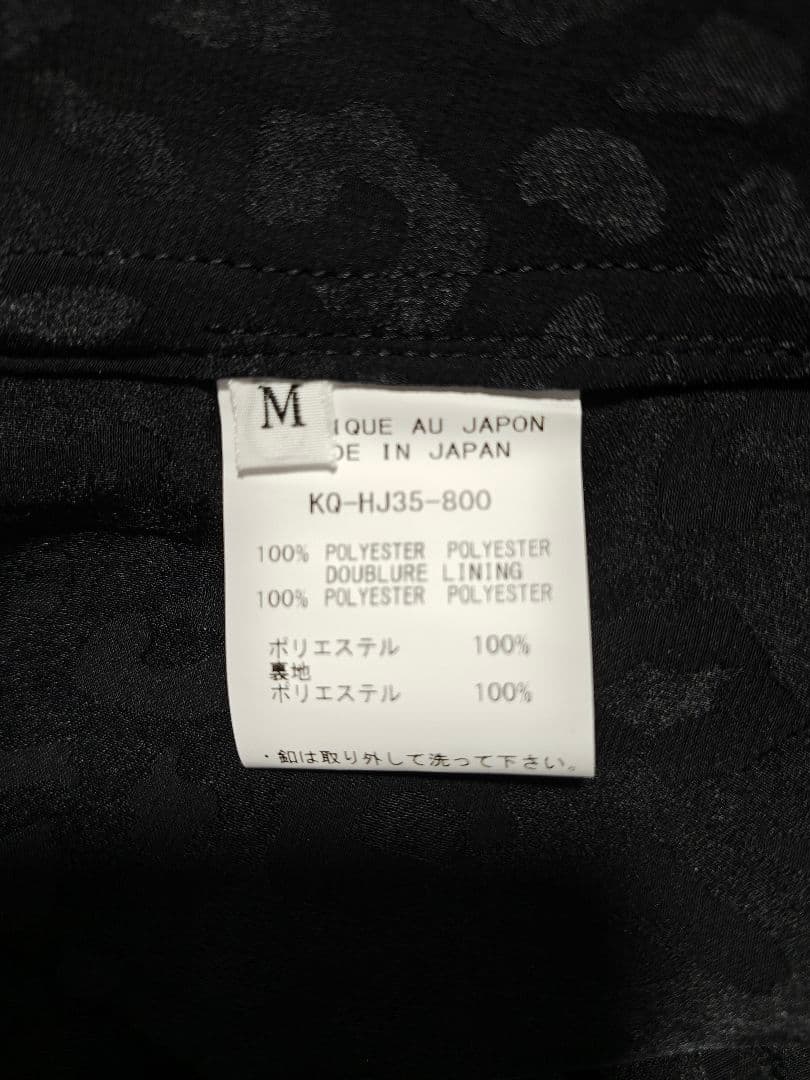 M
IQUE AU JAPON
DE IN JAPAN
KQ-HJ35-800
100% POLYESTER POLYESTER
DOUBLURE LINING
100% POLYESTER POLYESTER
ポリエステル 100%
裏地
ポリエステル 100%
・釦は取り外して洗って下さい。